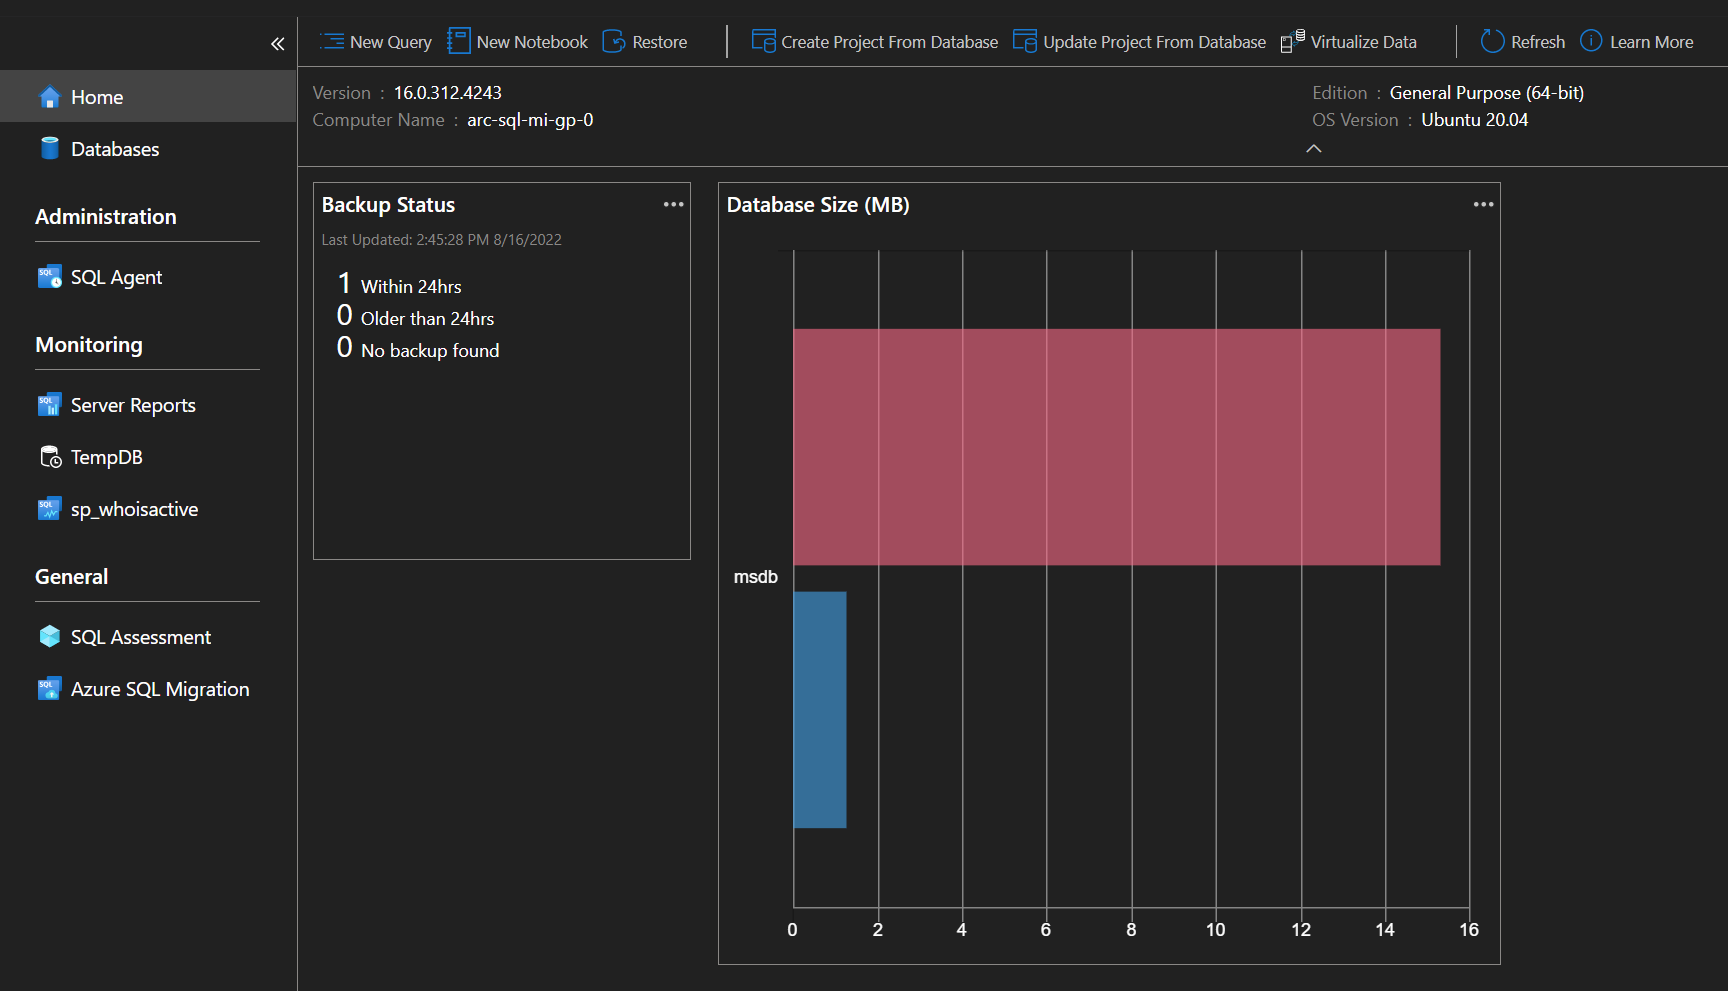 New Query New Notebook Restore Create Project From Database Update Project From Database Virtualize Data Refresh Learn More
Home
Databases
Administration
SQL Agent
Monitoring
Server Reports
TempDB
sp_whoisactive
General
SQL Assessment
Azure SQL Migration
Version : 16.0.312.4243
Computer Name : arc-sql-mi-gp-0
Edition : General Purpose (64-bit)
OS Version : Ubuntu 20.04
Backup Status
Last Updated: 2:45:28 PM 8/16/2022
1 Within 24hrs
0 Older than 24hrs
0 No backup found
Database Size (MB)
msdb
0 2 4 6 8 10 12 14 16